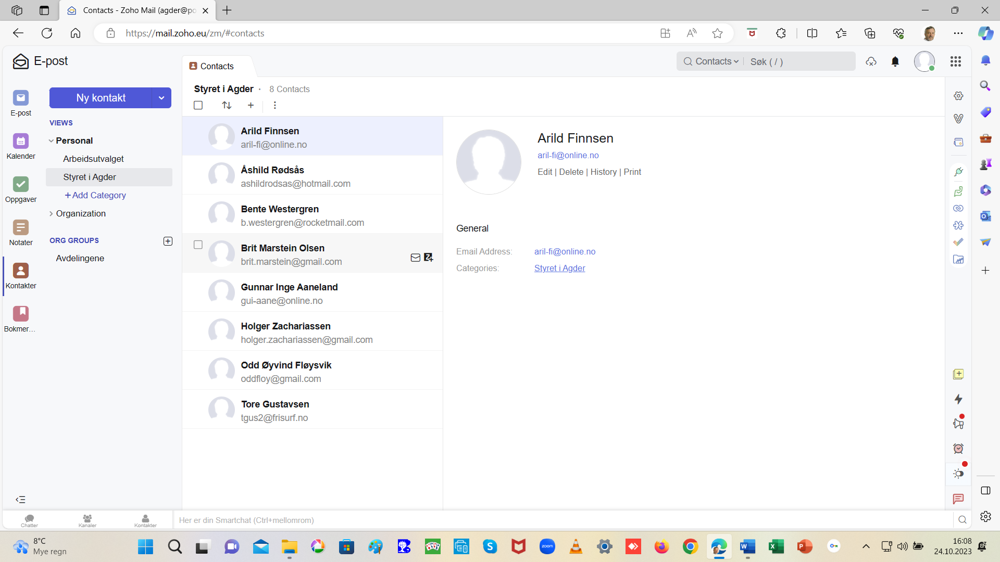 Contacts - Zoho Mail (agder@po
https://mail.zoho.eu/zm/#contacts
E-post
Contacts
Contacts
Søk ( / )
Styret i Agder · 8 Contacts
Ny kontakt
E-post
Kalender
Oppgaver
Notater
Kontakter
Bokmer...
VIEWS
Personal
Arbeidsutvalget
Styret i Agder
+ Add Category
Organization
ORG GROUPS
Avdelingene
Arild Finnsen
aril-fi@online.no
Åshild Rødsås
ashildrodsas@hotmail.com
Bente Westergren
b.westergren@rocketmail.com
Brit Marstein Olsen
brit.marstein@gmail.com
Gunnar Inge Aaneland
gui-aane@online.no
Holger Zachariassen
holger.zachariassen@gmail.com
Odd Øyvind Fløysvik
oddfloy@gmail.com
Tore Gustavsen
tgus2@frisurf.no
Arild Finnsen
aril-fi@online.no
Edit | Delete | History | Print
General
Email Address: aril-fi@online.no
Categories: Styret i Agder
Chatter
Kanaler
Kontakter
Her er din Smartchat (Ctrl+mellomrom)
8°C
Mye regn
zoom
16:08
24.10.2023